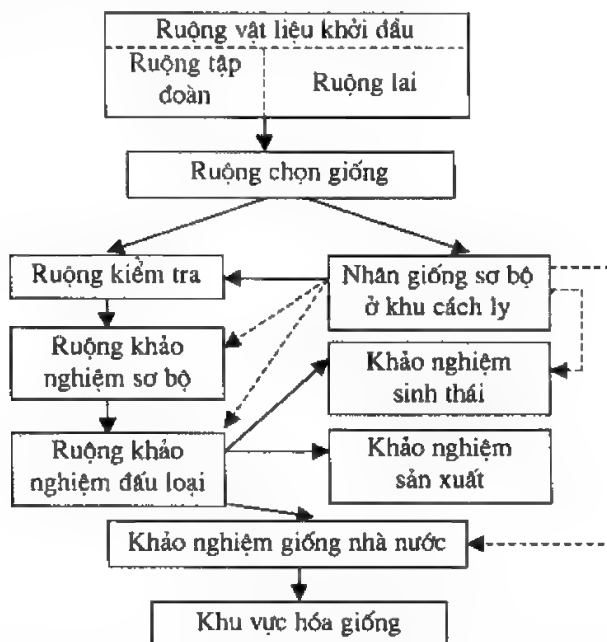 Ruộng vật liệu khởi đầu
Ruộng tập
đoàn
Ruộng lai
Ruộng chọn giống
Ruộng kiểm tra
Nhân giống sơ bộ
ở khu cách ly
Ruộng khảo
nghiệm sơ bộ
Khảo nghiệm
sinh thái
Ruộng khảo
nghiệm đấu loại
Khảo nghiệm
sản xuất
Khảo nghiệm giống nhà nước
Khu vực hóa giống